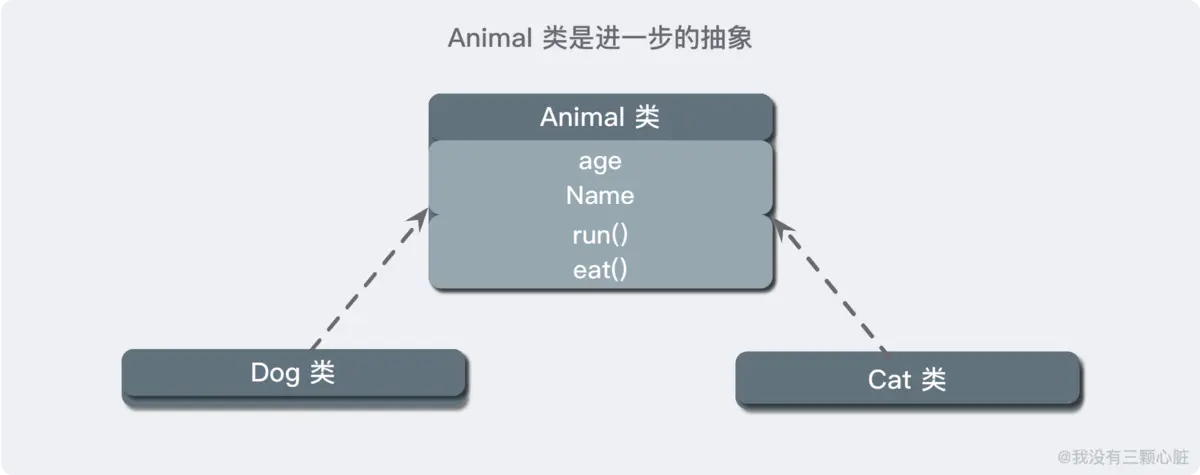 Animal 类是进一步的抽象
Animal 类
age
Name
run()
eat()
Dog 类
Cat 类
@我没有三颗心脏